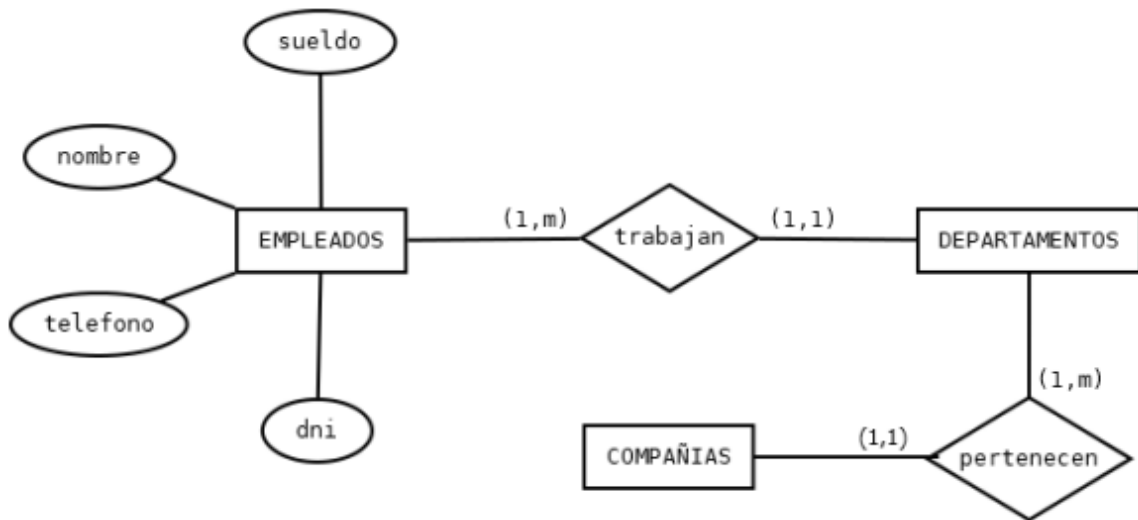 sueldo
nombre
EMPLEADOS
(1,m)
trabajan
(1,1)
DEPARTAMENTOS
telefono
dni
(1,m)
COMPAÑIAS
(1,1)
pertenecen